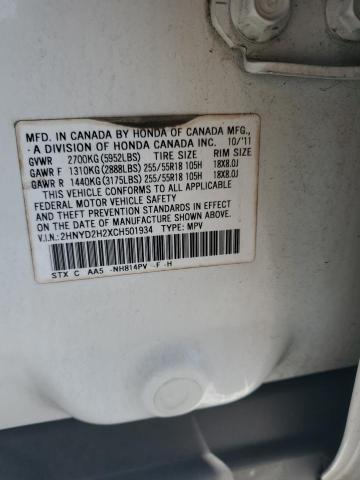 MFD. IN CANADA BY HONDA OF CANADA MFG.,
A DIVISION OF HONDA CANADA INC. 10/'11
GVWR 2700KG (5952LBS) TIRE SIZE RIM SIZE
GAWR F 1310KG (2888LBS) 255/55R18 105H 18X8.0J
GAWR R 1440KG (3175LBS) 255/55R18 105H 18X8.0J
THIS VEHICLE CONFORMS TO ALL APPLICABLE
FEDERAL MOTOR VEHICLE SAFETY
AND THEFT PREVENTION STANDARDS IN EFFECT
ON THE DATE OF MANUFACTURE SHOWN ABOVE.
V.I.N.: 2HNYD2H2XCH501934 TYPE: MPV
STX C AA5 -NH814PV -F -H